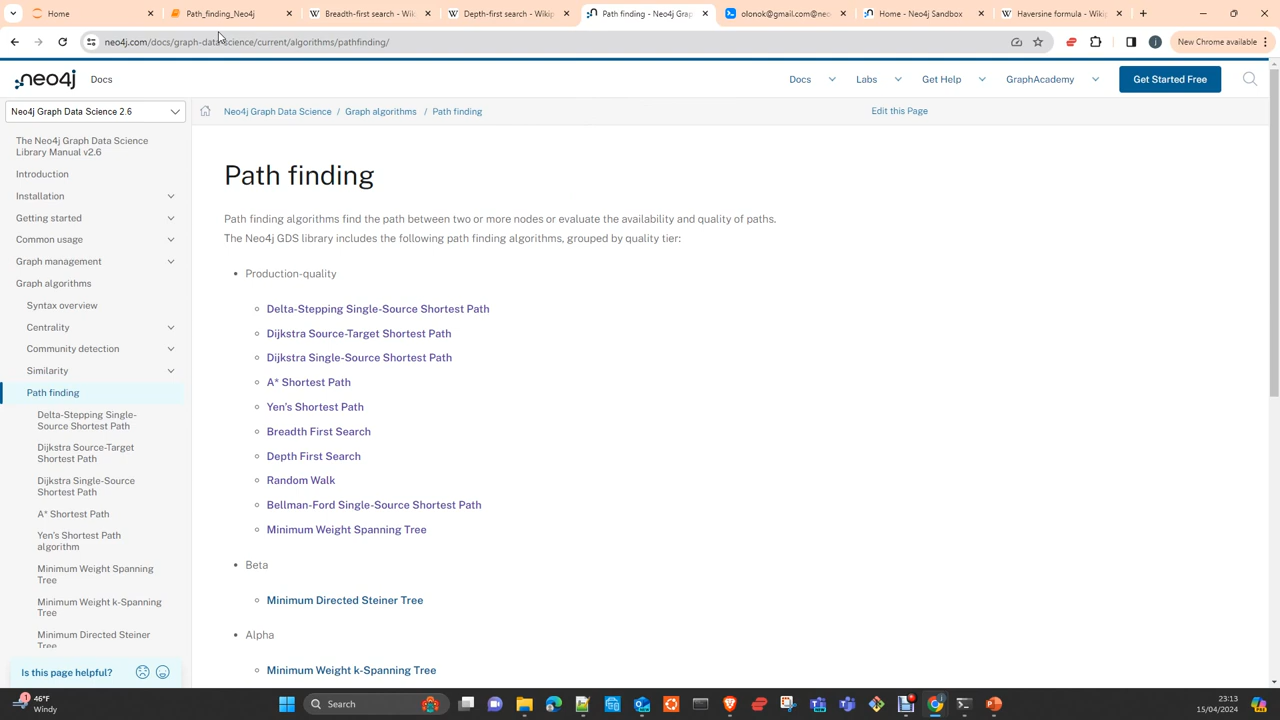 Home
Path_finding_Neo4j
Breadth-first search - Wiki
Depth-first search - Wikip
Path finding - Neo4j Grap
olonok@gmail.com@neo
Home - Neo4j Sandbox
Haversine formula - Wikip
neo4j.com/docs/graph-data-science/current/algorithms/pathfinding/
New Chrome available
neo4j Docs
Docs
Labs
Get Help
GraphAcademy
Get Started Free
Neo4j Graph Data Science 2.6
Neo4j Graph Data Science / Graph algorithms / Path finding
Edit this Page
The Neo4j Graph Data Science
Library Manual v2.6
Introduction
Installation
Getting started
Common usage
Graph management
Graph algorithms
Syntax overview
Centrality
Community detection
Similarity
Path finding
Delta-Stepping Single-
Source Shortest Path
Dijkstra Source-Target
Shortest Path
Dijkstra Single-Source
Shortest Path
A* Shortest Path
Yen's Shortest Path
algorithm
Minimum Weight Spanning
Tree
Minimum Weight k-Spanning
Tree
Minimum Directed Steiner
Tree
Is this page helpful?
Path finding
Path finding algorithms find the path between two or more nodes or evaluate the availability and quality of paths.
The Neo4j GDS library includes the following path finding algorithms, grouped by quality tier:
Production-quality
Delta-Stepping Single-Source Shortest Path
Dijkstra Source-Target Shortest Path
Dijkstra Single-Source Shortest Path
A* Shortest Path
Yen's Shortest Path
Breadth First Search
Depth First Search
Random Walk
Bellman-Ford Single-Source Shortest Path
Minimum Weight Spanning Tree
Beta
Minimum Directed Steiner Tree
Alpha
Minimum Weight k-Spanning Tree
1
46°F
Windy
Search
23:13
15/04/2024